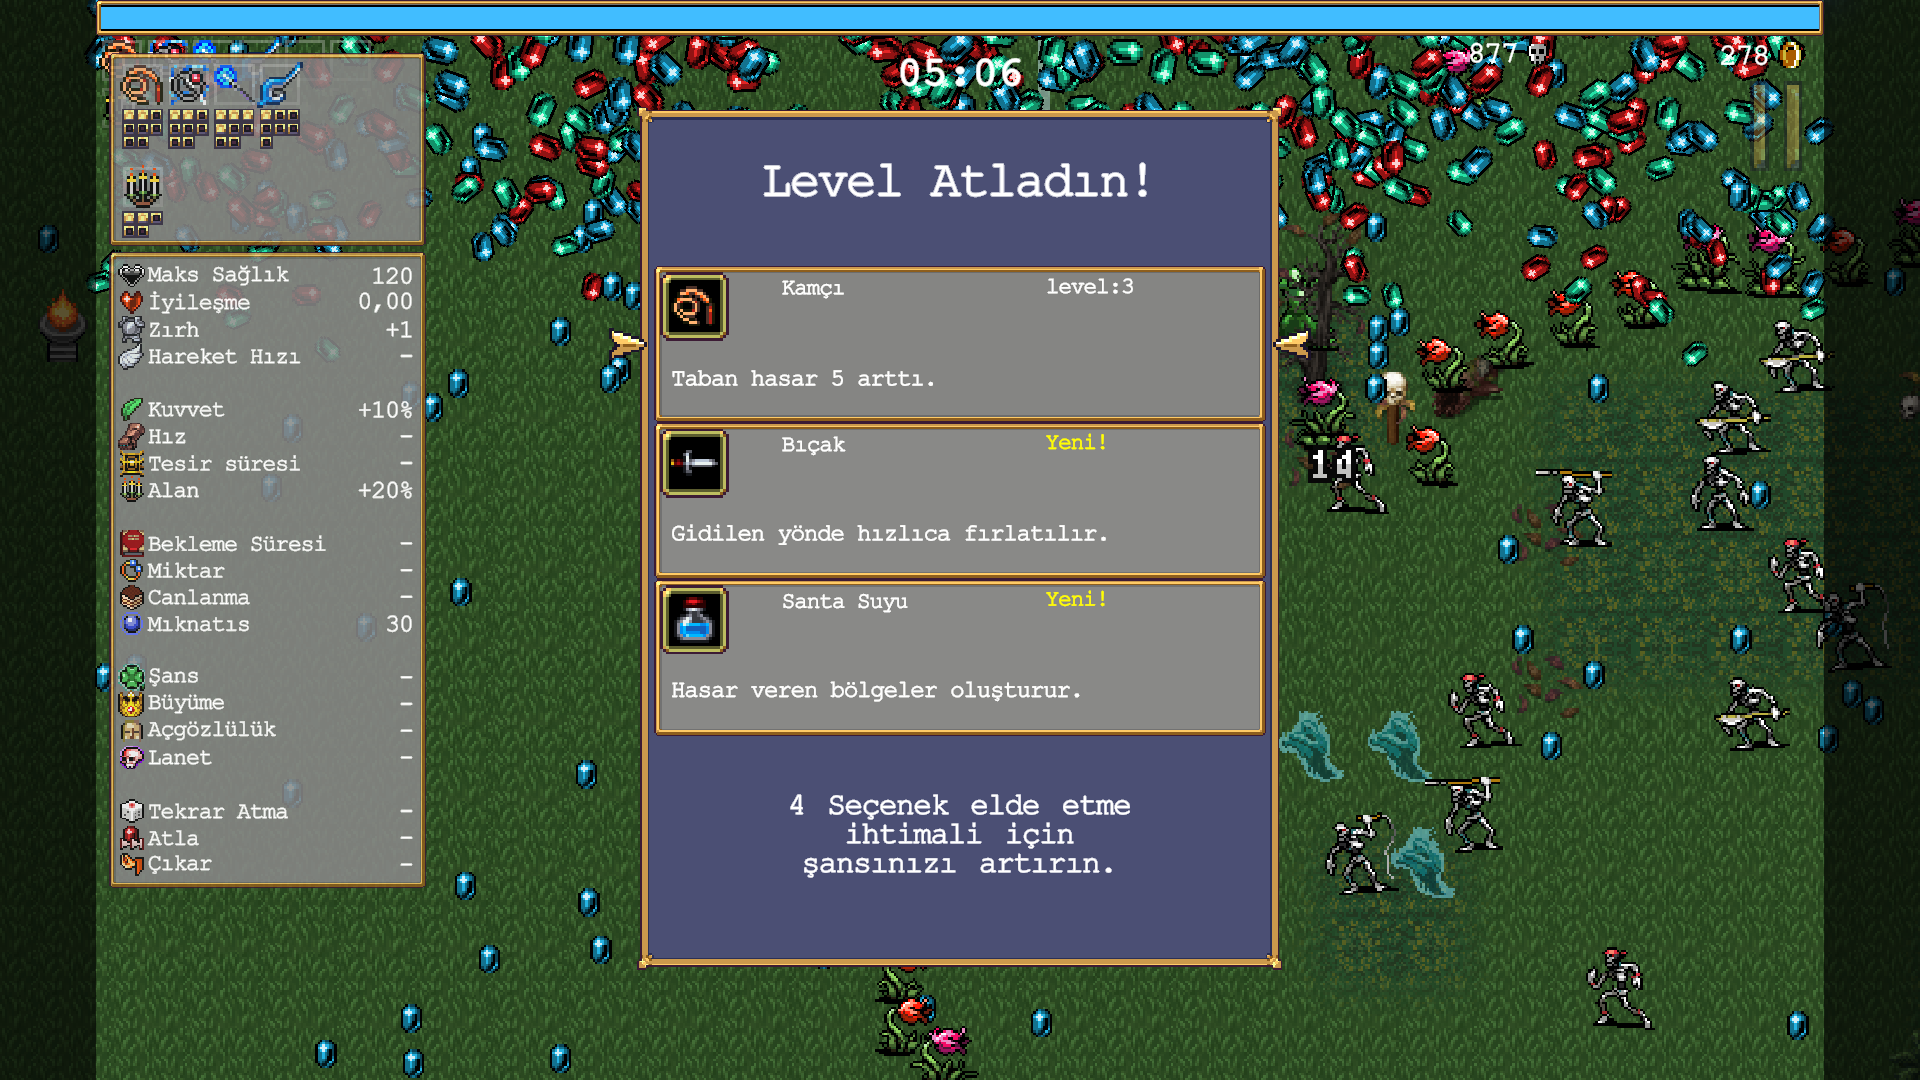 05:06
877
278
Maks Sağlık 120
İyileşme 0,00
Zırh +1
Hareket Hızı -
Kuvvet +10%
Hız -
Tesir süresi -
Alan +20%
Bekleme Süresi -
Miktar -
Canlanma -
Mıknatıs 30
Şans -
Büyüme -
Açgözlülük -
Lanet -
Tekrar Atma -
Atla -
Çıkar -
Level Atladın!
Kamçı level:3
Taban hasar 5 arttı.
Bıçak Yeni!
Gidilen yönde hızlıca fırlatılır.
Santa Suyu Yeni!
Hasar veren bölgeler oluşturur.
4 Seçenek elde etme
ihtimali için
şansınızı artırın.
14